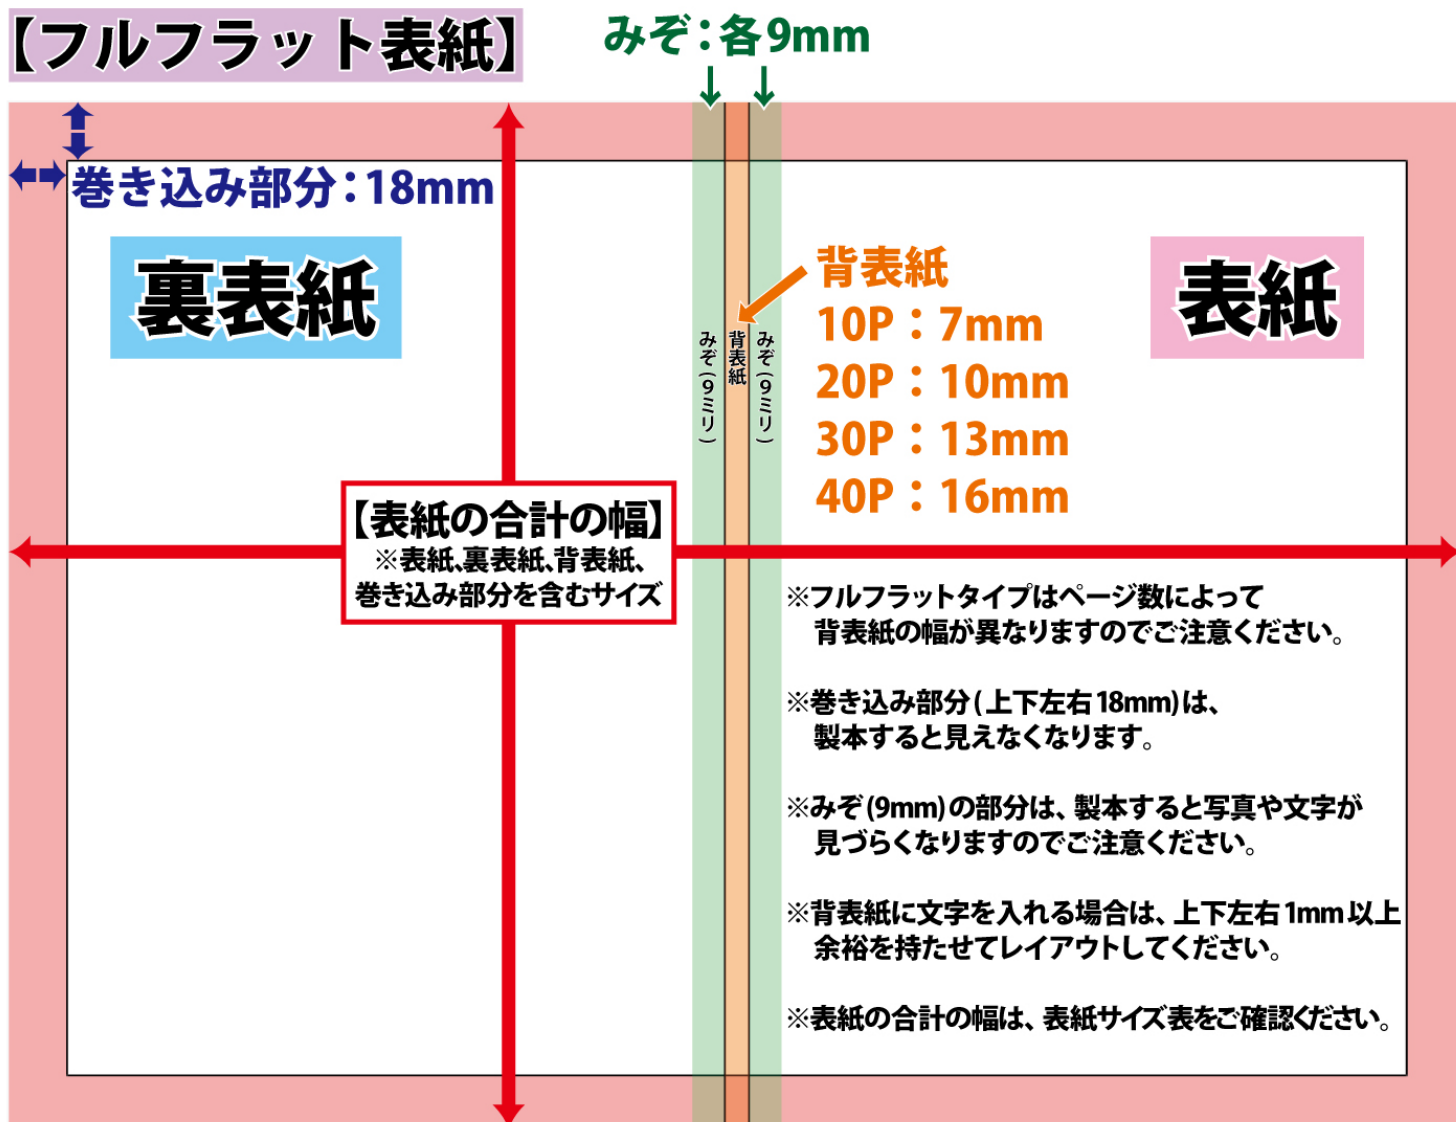 【フルフラット表紙】
みぞ：各9mm
巻き込み部分：18mm
裏表紙
表紙
背表紙
10P：7mm
20P：10mm
30P：13mm
40P：16mm
みぞ(9ミリ)
背表紙
みぞ(9ミリ)
【表紙の合計の幅】
※表紙、裏表紙、背表紙、
巻き込み部分を含むサイズ
※フルフラットタイプはページ数によって
背表紙の幅が異なりますのでご注意ください。
※巻き込み部分(上下左右18mm)は、
製本すると見えなくなります。
※みぞ(9mm)の部分は、製本すると写真や文字が
見づらくなりますのでご注意ください。
※背表紙に文字を入れる場合は、上下左右1mm以上
余裕を持たせてレイアウトしてください。
※表紙の合計の幅は、表紙サイズ表をご確認ください。